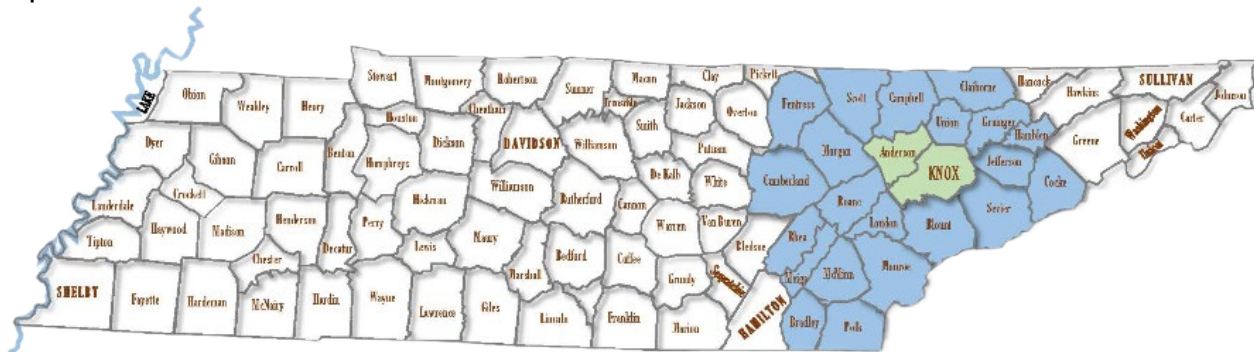 Stewart
Montgomery
Robertson
Sumner
Macon
Clay
Pickett
Fentress
Scott
Campbell
Claiborne
Hancock
Hawkins
SULLIVAN
Johnson
LAKE
Obion
Weakley
Henry
Houston
Cheatham
Trousdale
Jackson
Overton
Union
Grainger
Hamblen
Greene
Washington
Carter
Unicoi
Dyer
Gibson
Carroll
Benton
Humphreys
Dickson
DAVIDSON
Williamson
Smith
Putnam
Morgan
Anderson
KNOX
Jefferson
Cocke
Crockett
Lauderdale
Haywood
Madison
Henderson
Decatur
Perry
Hickman
Williamson
Rutherford
Cannon
De Kalb
White
Cumberland
Roane
Loudon
Blount
Sevier
Tipton
Chester
Lewis
Maury
Marshall
Bedford
Coffee
Warren
Van Buren
Bledsoe
Rhea
Meigs
McMinn
Monroe
SHELBY
Fayette
Hardeman
McNairy
Hardin
Wayne
Lawrence
Giles
Lincoln
Franklin
Grundy
Sequatchie
Marion
HAMILTON
Bradley
Polk